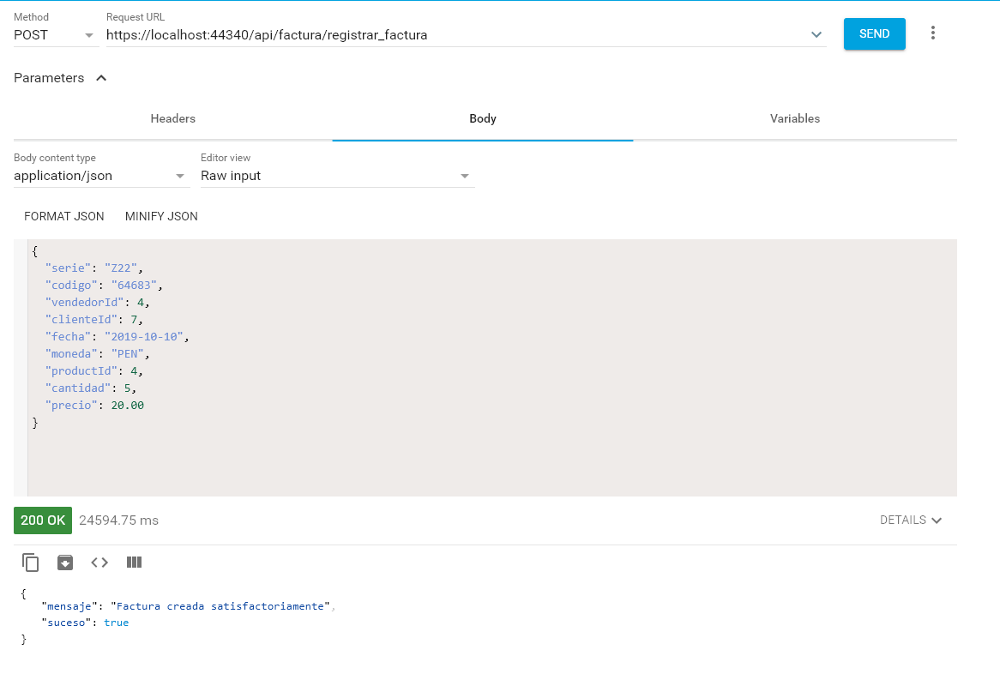 Method
Request URL
POST
https://localhost:44340/api/factura/registrar_factura
SEND
Parameters
Headers
Body
Variables
Body content type
Editor view
application/json
Raw input
FORMAT JSON
MINIFY JSON
{
"serie": "Z22",
"codigo": "64683",
"vendedorId": 4,
"clienteId": 7,
"fecha": "2019-10-10",
"moneda": "PEN",
"productId": 4,
"cantidad": 5,
"precio": 20.00
}
200 OK
24594.75 ms
DETAILS
{
"mensaje": "Factura creada satisfactoriamente",
"suceso": true
}